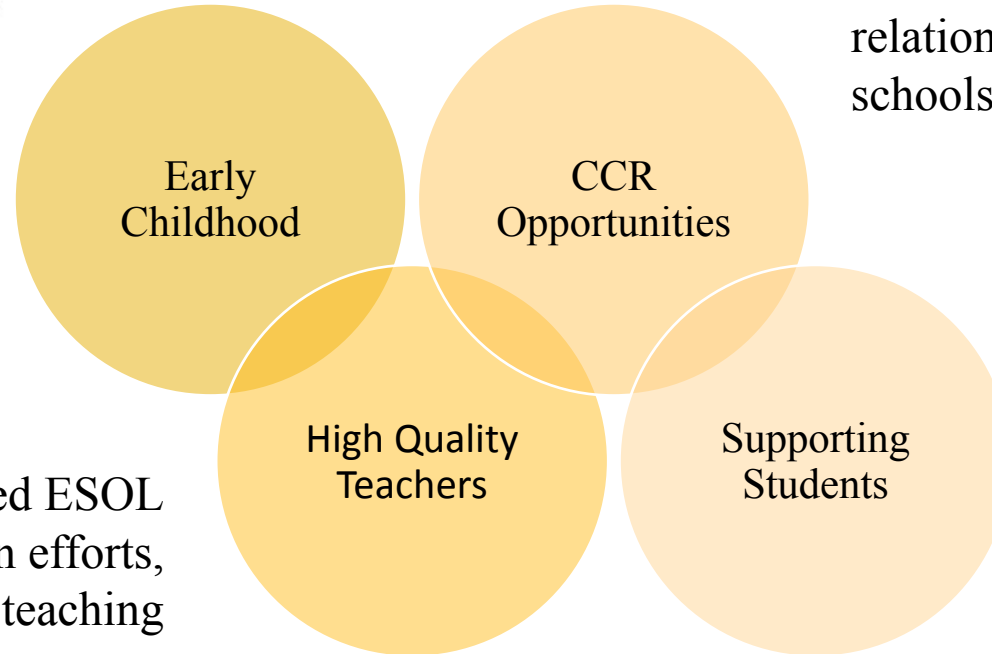 relation
schools
Early
Childhood
CCR
Opportunities
High Quality
Teachers
Supporting
Students
ed ESOL
n efforts,
teaching